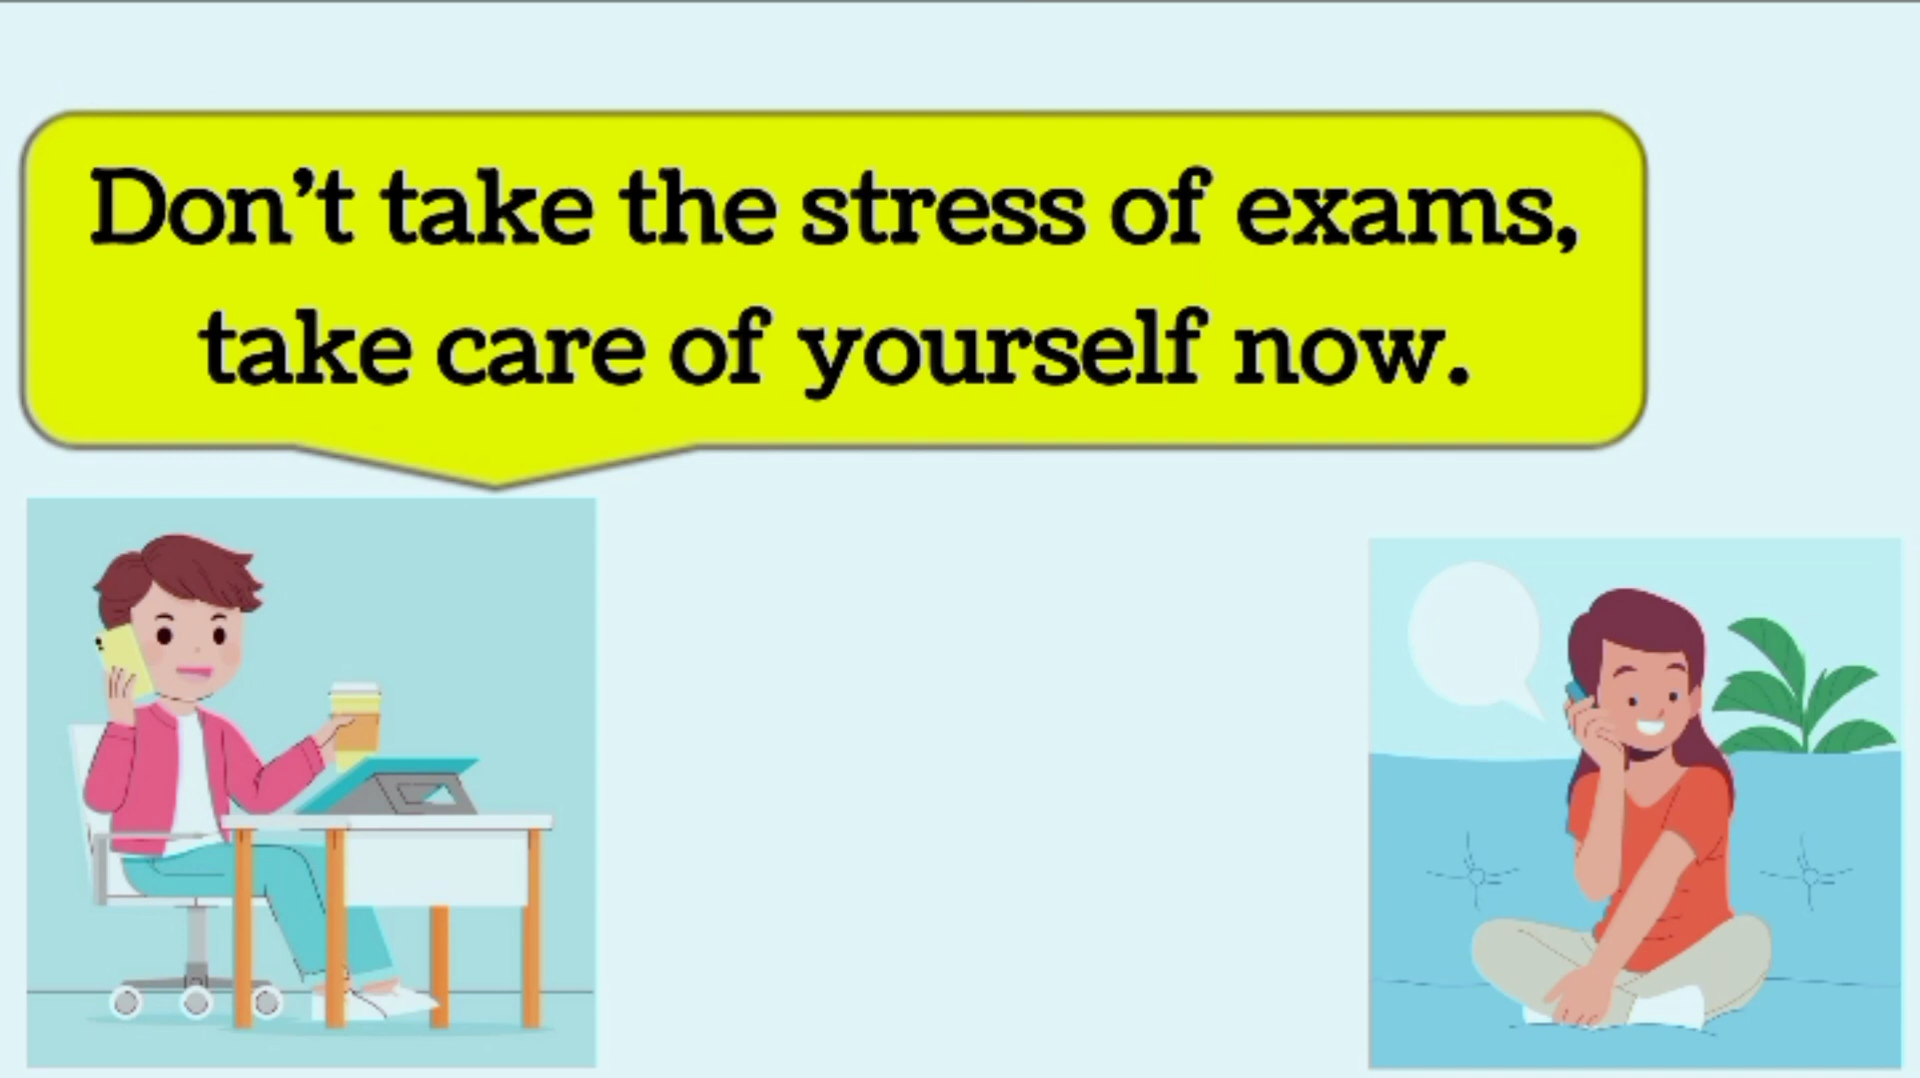 Don't take the stress of exams,
take care of yourself now.